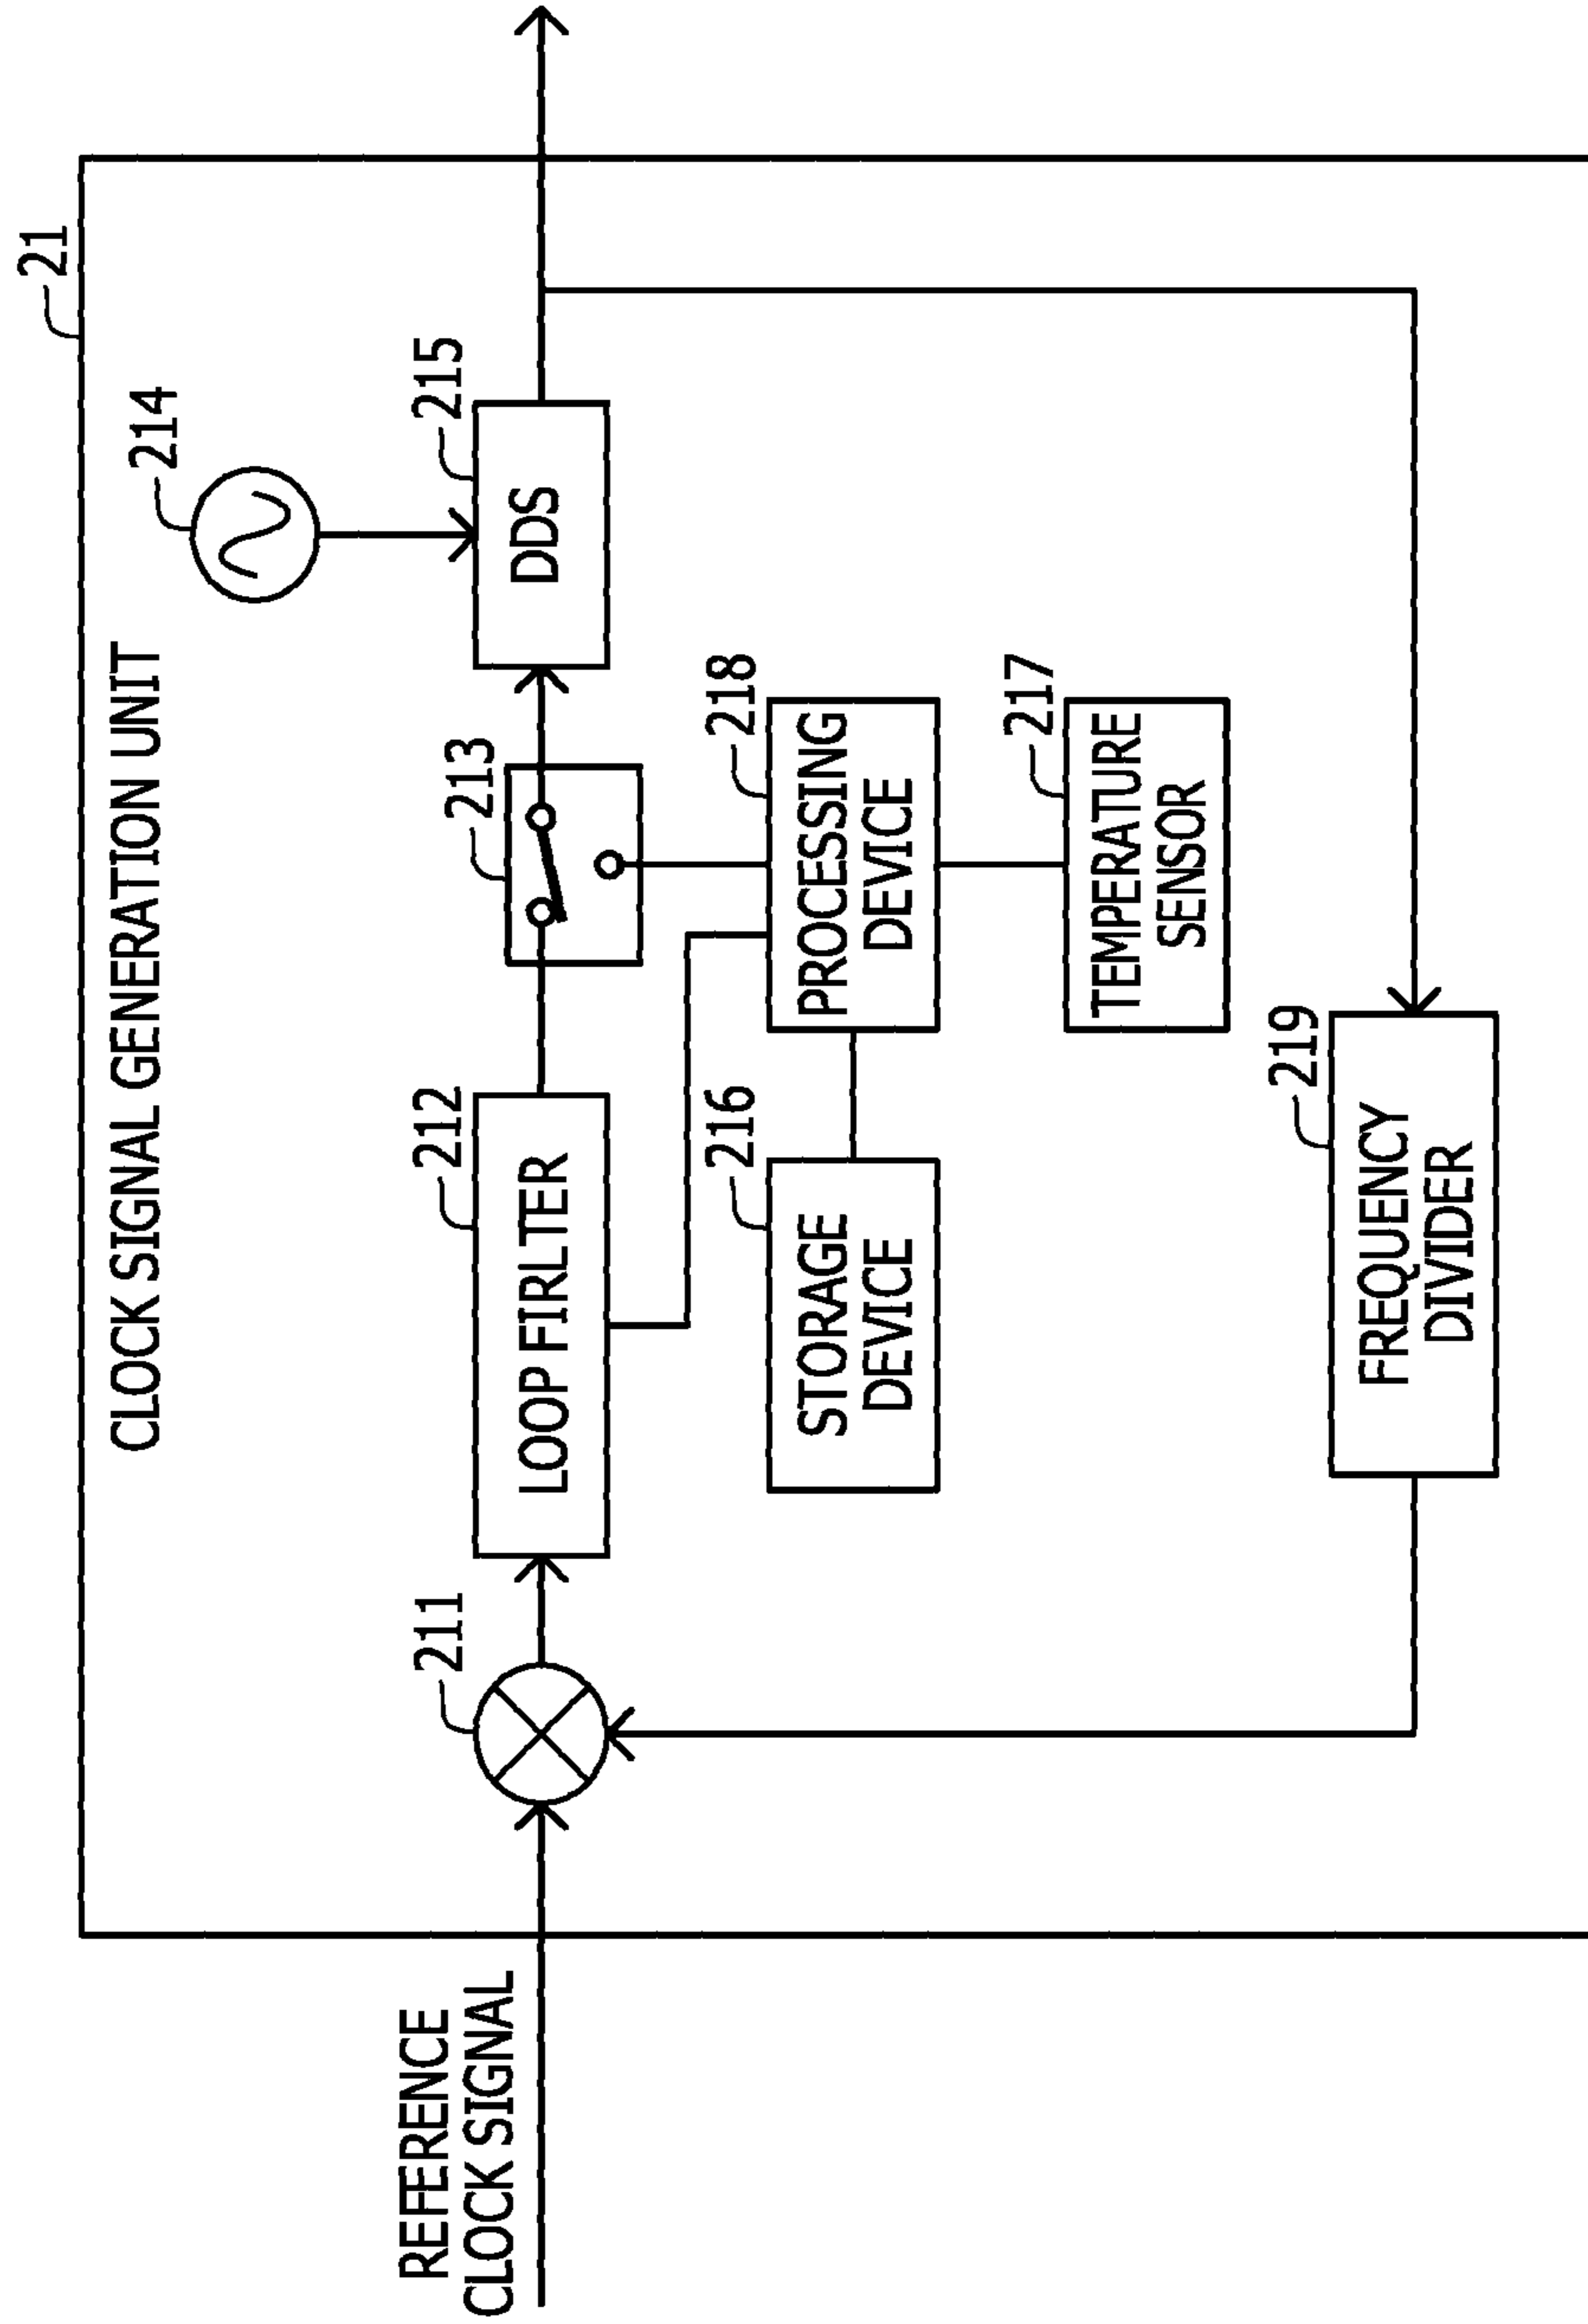 21
CLOCK SIGNAL GENERATION UNIT
214
REFERENCE
CLOCK SIGNAL
211
212
LOOP FIRLTER
213
215
DDS
216
STORAGE
DEVICE
218
PROCESSING
DEVICE
217
TEMPERATURE
SENSOR
219
FREQUENCY
DIVIDER